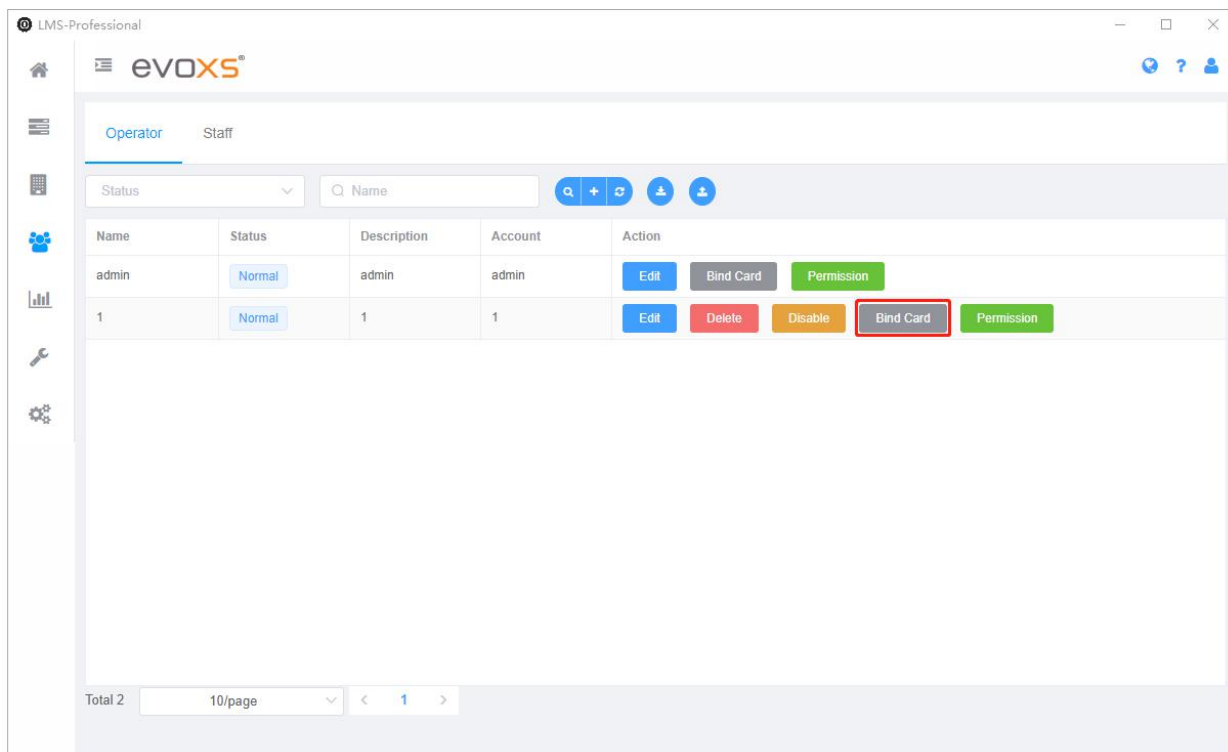 LMS-Professional
evoxs®
?
Operator Staff
Status Name
Name Status Description Account Action
admin Normal admin admin Edit Bind Card Permission
1 Normal 1 1 Edit Delete Disable Bind Card Permission
Total 2 10/page < 1 >